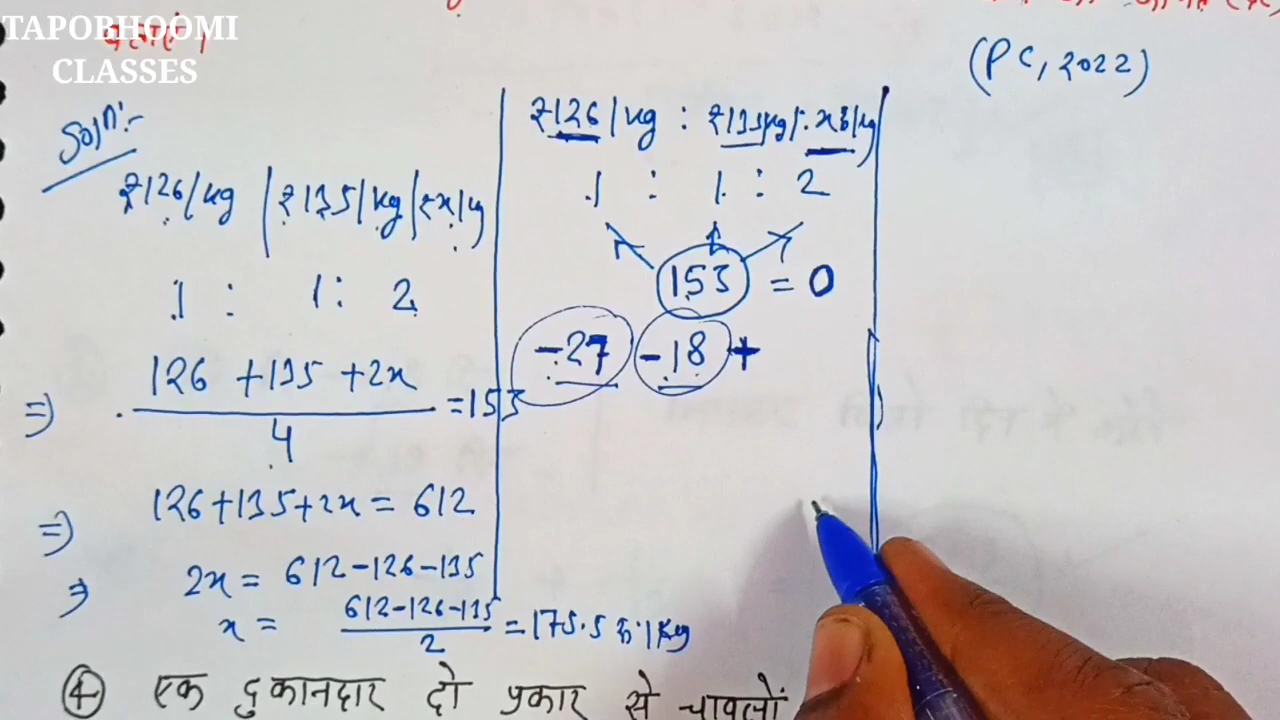 TAPOBHOOMI
CLASSES
(PC, 2022)
Soln:-
₹126/kg | ₹135/kg | ₹x/kg
1 : 1 : 2
⇒ 126 + 135 + 2x / 4 = 153
⇒ 126 + 135 + 2x = 612
⇒ 2x = 612 - 126 - 135
x = 612 - 126 - 135 / 2 = 175.5 रु./kg
₹126/kg : ₹135/kg : x रु/kg
1 : 1 : 2
153 = 0
-27 -18 +
④ एक दुकानदार दो प्रकार से चावलों